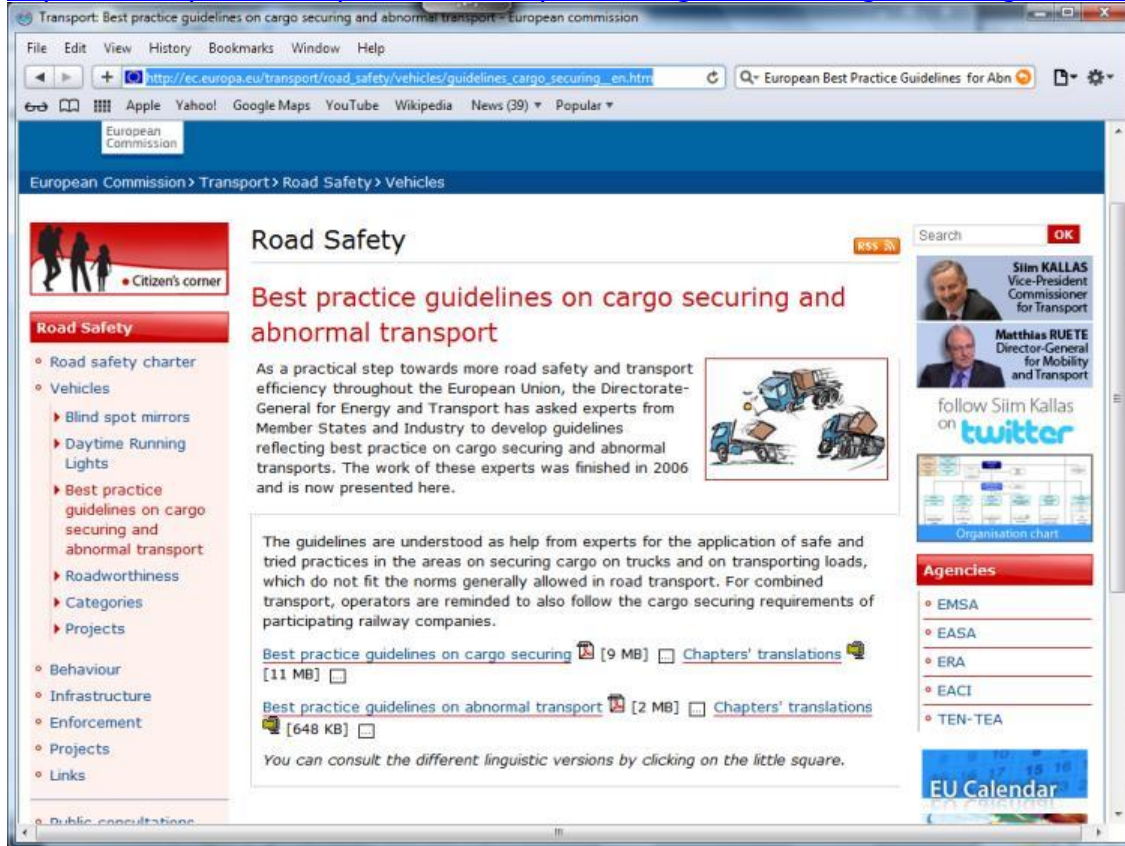 Transport: Best practice guidelines on cargo securing and abnormal transport - European commission
File Edit View History Bookmarks Window Help
http://ec.europa.eu/transport/road_safety/vehicles/guidelines_cargo_securing__en.htm
European Best Practice Guidelines for Abn
Apple Yahoo! Google Maps YouTube Wikipedia News (39) Popular
European
Commission
European Commission > Transport > Road Safety > Vehicles
Citizen's corner
Road Safety
Road safety charter
Vehicles
Blind spot mirrors
Daytime Running
Lights
Best practice
guidelines on cargo
securing and
abnormal transport
Roadworthiness
Categories
Projects
Behaviour
Infrastructure
Enforcement
Projects
Links
Public consultations
Road Safety
RSS
Best practice guidelines on cargo securing and
abnormal transport
As a practical step towards more road safety and transport
efficiency throughout the European Union, the Directorate-
General for Energy and Transport has asked experts from
Member States and Industry to develop guidelines
reflecting best practice on cargo securing and abnormal
transports. The work of these experts was finished in 2006
and is now presented here.
The guidelines are understood as help from experts for the application of safe and
tried practices in the areas on securing cargo on trucks and on transporting loads,
which do not fit the norms generally allowed in road transport. For combined
transport, operators are reminded to also follow the cargo securing requirements of
participating railway companies.
Best practice guidelines on cargo securing [9 MB] ... Chapters' translations
[11 MB] ...
Best practice guidelines on abnormal transport [2 MB] ... Chapters' translations
[648 KB] ...
You can consult the different linguistic versions by clicking on the little square.
Search OK
Siim KALLAS
Vice-President
Commissioner
for Transport
Matthias RUETE
Director-General
for Mobility
and Transport
follow Siim Kallas
on twitter
Organisation chart
Agencies
EMSA
EASA
ERA
EACI
TEN-TEA
EU Calendar